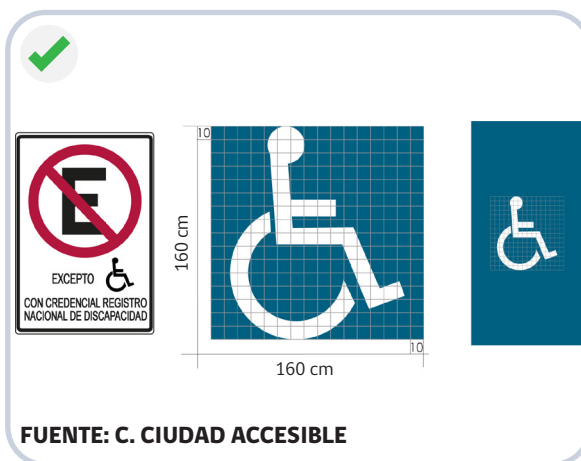 E
EXCEPTO
CON CREDENCIAL REGISTRO
NACIONAL DE DISCAPACIDAD
10
160 cm
10
160 cm
FUENTE: C. CIUDAD ACCESIBLE